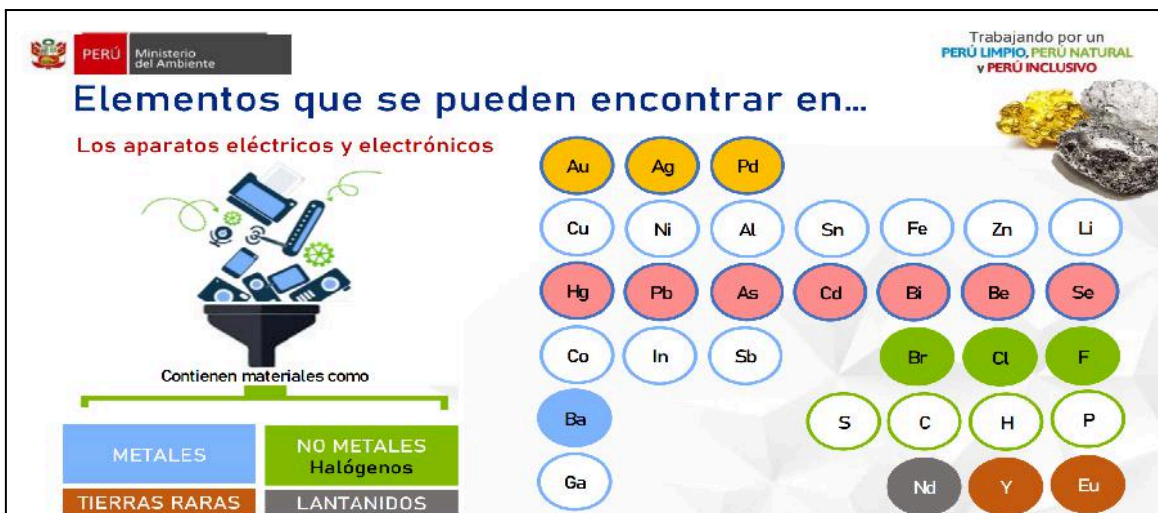 PERÚ
Ministerio
del Ambiente
Trabajando por un
PERÚ LIMPIO, PERÚ NATURAL
y PERÚ INCLUSIVO
Elementos que se pueden encontrar en...
Los aparatos eléctricos y electrónicos
Au Ag Pd
Cu Ni Al Sn Fe Zn Li
Hg Pb As Cd Bi Be Se
Co In Sb Br Cl F
Contienen materiales como
Ba S C H P
METALES
NO METALES
Halógenos
Ga Nd Y Eu
TIERRAS RARAS
LANTANIDOS